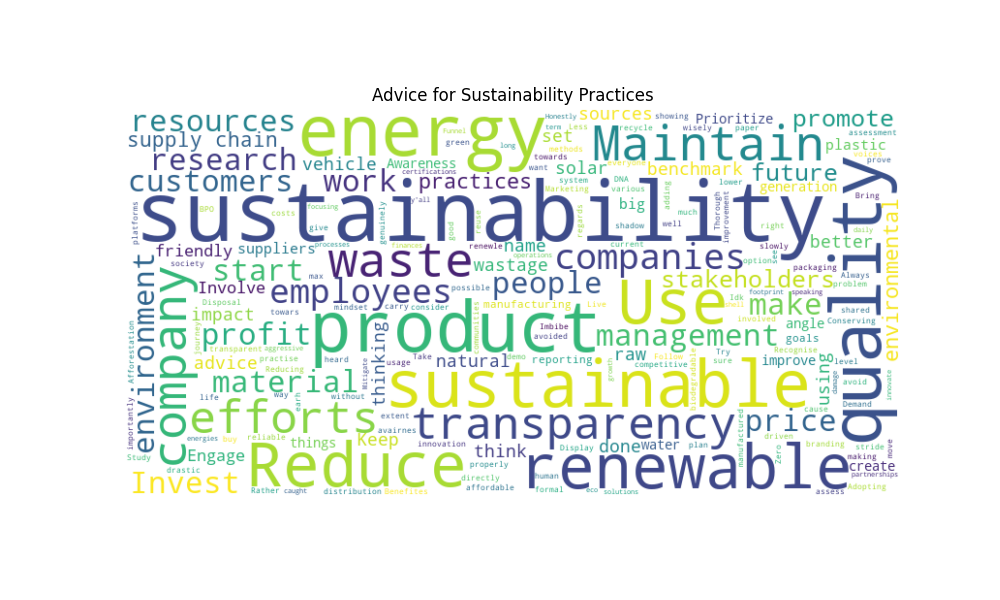 Advice for Sustainability Practices
resources
energy
sources
showing
Prioritize
promote
supply chain
set
Maintain
plastic
research
vehicle
Awareness
solar
benchmark
future
customers
work
practices
big
generation
sustainability
quality
friendly
suppliers
name
companies
better
start
waste
wastage
stakeholders
Involve
employees
people
Use
make
impact
manufacturing
environment
company
profit
product
management
angle
goals
advice
thinking
natural
reporting
raw
improve
material
sustainable
using
environmental
efforts
transparency
price
Keep
think
done
water
Engage
things
Reduce
renewable
create
Invest
Honestly
term
Less
recycle
wisely
paper
assessment
green
long
Funnel
methods
towards
everyone
want
certifications
system
DNA
Marketing
various
lower
adding
much
Thorough
improvement
prove
Bring
platforms
EPO
costs
focusing
give
genuinely
y'all
good
reuse
regards
shadow
well
right
daily
society
processes
finances
renewle
operations
current
option
see
slowly
packaging
speaking
Always
problem
max
possible
footprint
Disposal
towars
mindset
carry
consider
communities
Live
Idk
involved
shared
Conserving
Imbibe
avoided
journey
transparent
aggressive
practise
Reducing
heard
Mitigate
usage
Take
demo
growth
competitive
Follow
biodegradable
Try
sure
Recognise
level
avoid
damage
innovate
Afforestation
importantly
life
way
earh
without
extent
avairnes
innovation
Display
plan
manufactured
driven
Zero
cause
branding
Demand
stride
making
move
partnerships
Study
energies
buy
reliable
drastic
properly
directly
human
affordable
formal
eco
solutions
Rather
caught
distribution
Benefits
assess
Adopting